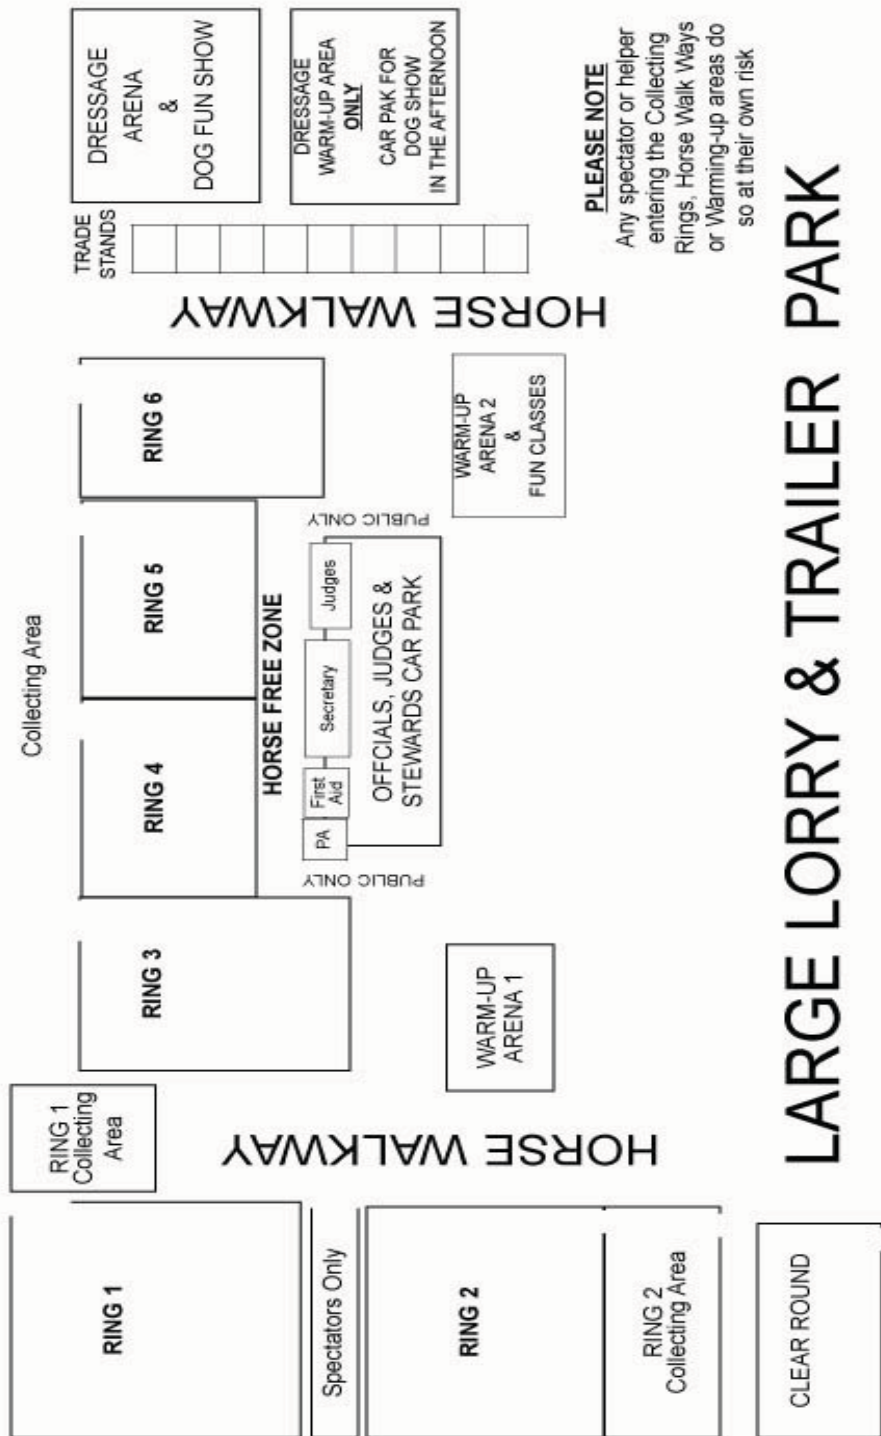 RING 1
Spectators Only
RING 2
RING 2
Collecting Area
CLEAR ROUND
RING 1
Collecting
Area
HORSE WALKWAY
RING 3
WARM-UP
ARENA 1
Collecting Area
RING 4
RING 5
RING 6
HORSE FREE ZONE
PUBLIC ONLY
PA
First
Aid
Secretary
Judges
PUBLIC ONLY
OFFCIALS, JUDGES &
STEWARDS CAR PARK
WARM-UP
ARENA 2
&
FUN CLASSES
HORSE WALKWAY
TRADE
STANDS
DRESSAGE
ARENA
&
DOG FUN SHOW
DRESSAGE
WARM-UP AREA
ONLY
CAR PAK FOR
DOG SHOW
IN THE AFTERNOON
PLEASE NOTE
Any spectator or helper
entering the Collecting
Rings, Horse Walk Ways
or Warming-up areas do
so at their own risk
LARGE LORRY & TRAILER PARK